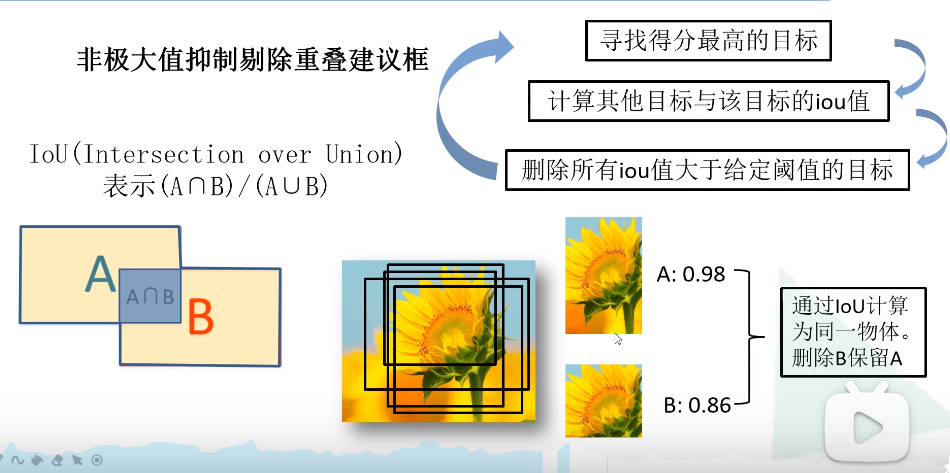 非极大值抑制剔除重叠建议框
寻找得分最高的目标
计算其他目标与该目标的iou值
删除所有iou值大于给定阈值的目标
IoU(Intersection over Union)
表示(A∩B)/(A∪B)
A
A∩B
B
A: 0.98
B: 0.86
通过IoU计算
为同一物体。
删除B保留A